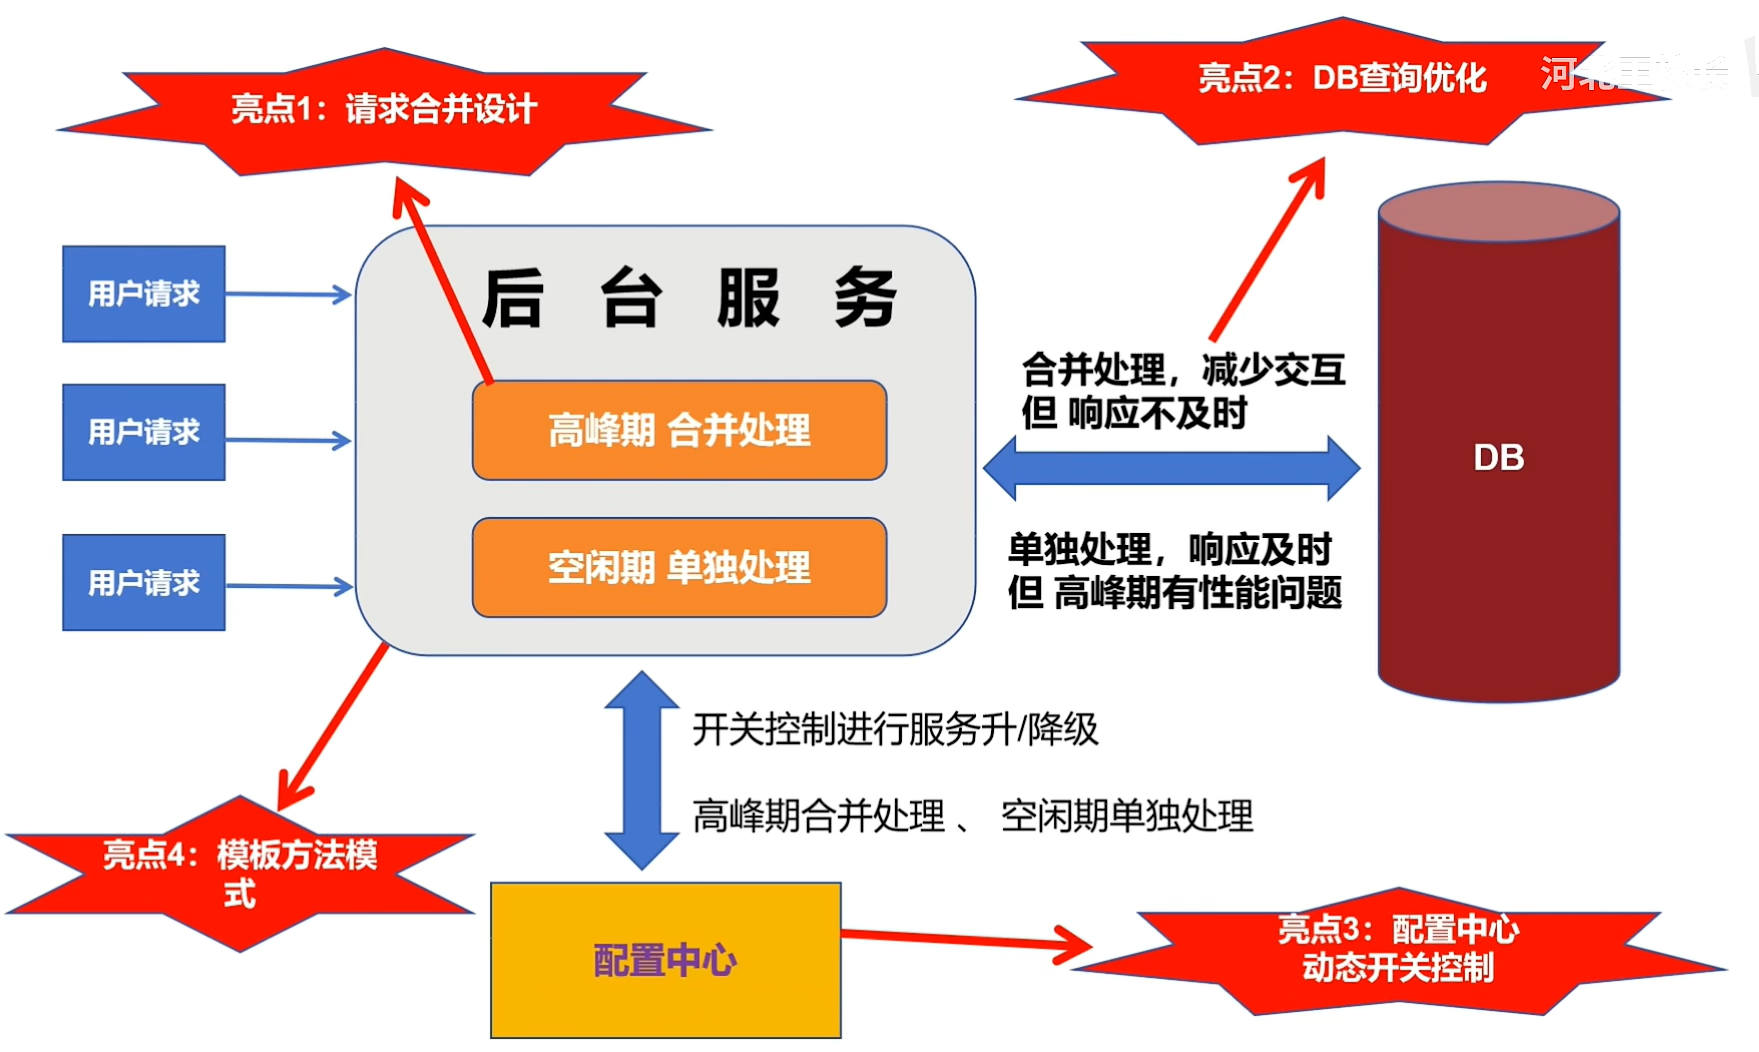 亮点1：请求合并设计
亮点2：DB查询优化
用户请求
用户请求
用户请求
后 台 服 务
高峰期 合并处理
空闲期 单独处理
合并处理，减少交互
但 响应不及时
单独处理，响应及时
但 高峰期有性能问题
DB
开关控制进行服务升/降级
高峰期合并处理 、 空闲期单独处理
亮点4：模板方法模
式
配置中心
亮点3：配置中心
动态开关控制